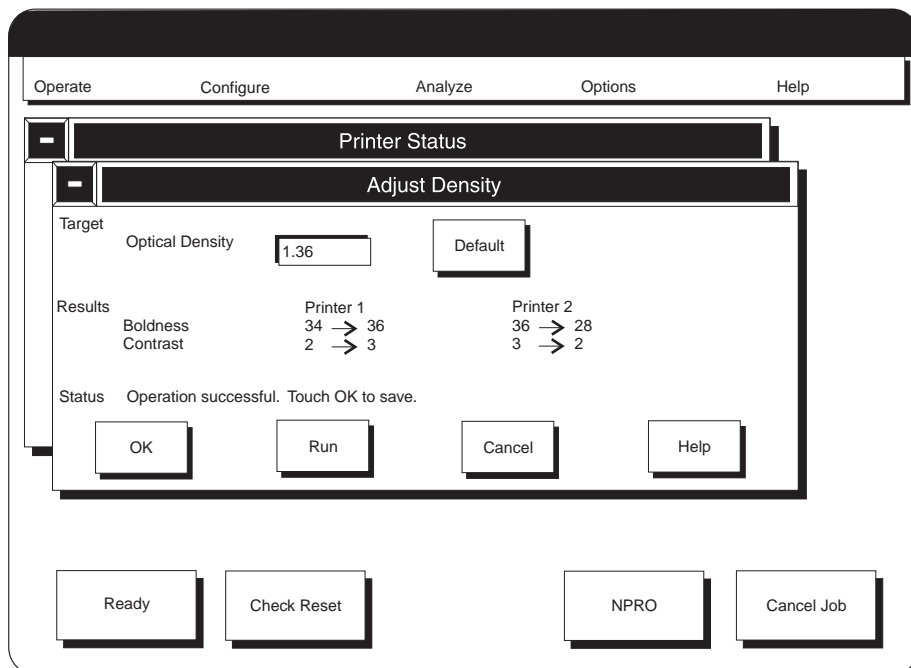 Operate Configure Analyze Options Help
Printer Status
Adjust Density
Target
Optical Density 1.36 Default
Results Printer 1 Printer 2
Boldness 34 → 36 36 → 28
Contrast 2 → 3 3 → 2
Status Operation successful. Touch OK to save.
OK Run Cancel Help
Ready Check Reset NPRO Cancel Job